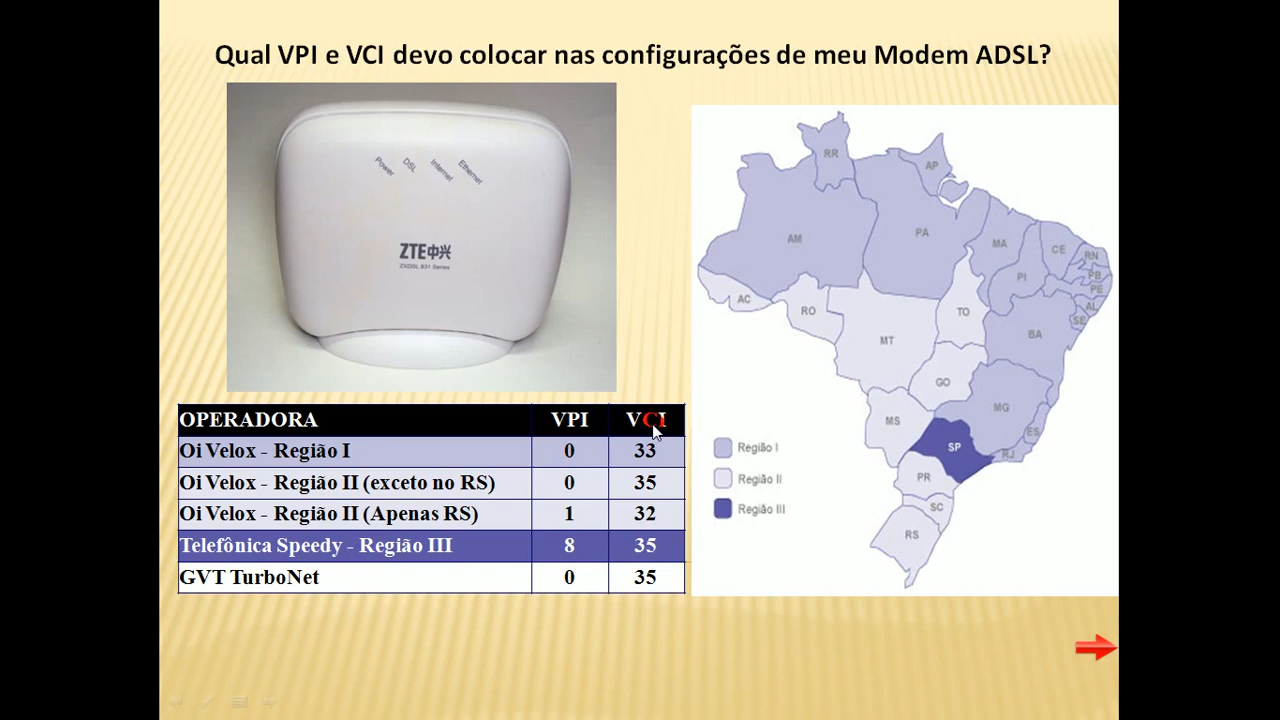 Qual VPI e VCI devo colocar nas configurações de meu Modem ADSL?
Power DSL Internet Ethernet
ZTE中兴
ZXDSL 831 Series
OPERADORA VPI VCI
Oi Velox - Região I 0 33
Oi Velox - Região II (exceto no RS) 0 35
Oi Velox - Região II (Apenas RS) 1 32
Telefônica Speedy - Região III 8 35
GVT TurboNet 0 35
RR
AP
AM
PA
MA
CE
RN
PB
PI
PE
AC
RO
TO
AL
SE
BA
MT
GO
MG
MS
ES
SP
RJ
PR
SC
RS
Região I
Região II
Região III